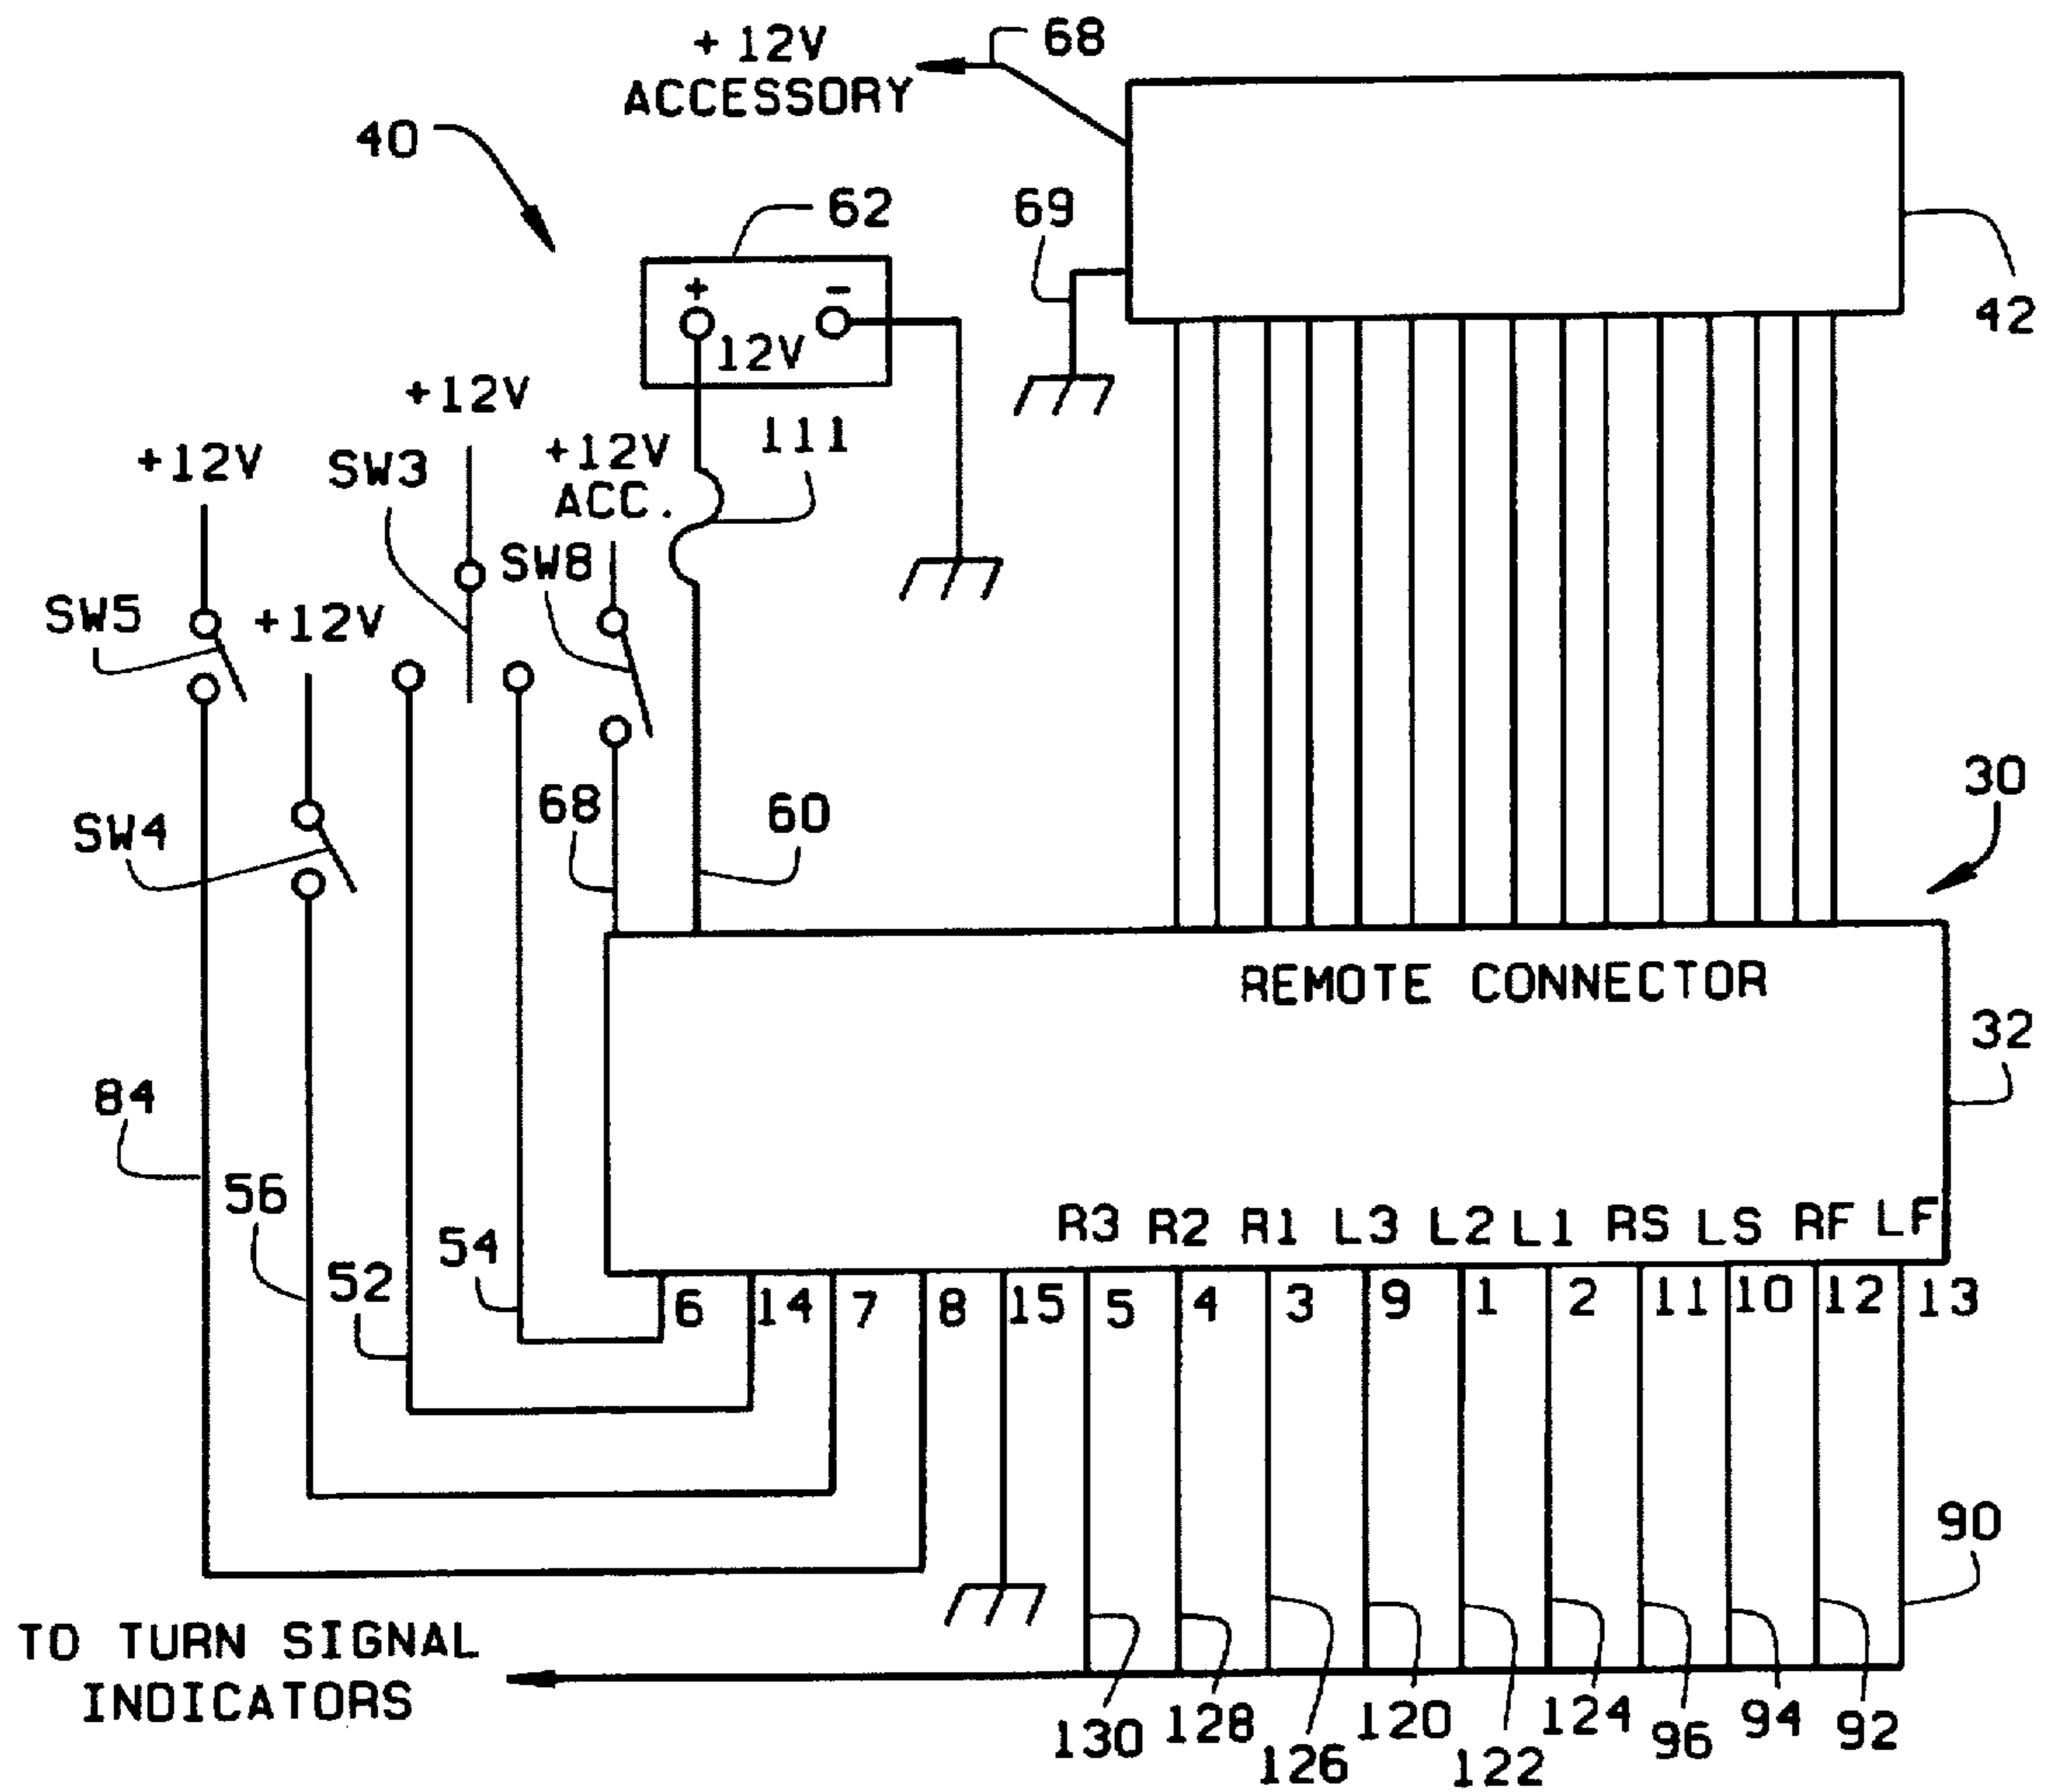 +12V
ACCESSORY
68
40
62
69
+ -
12V
42
+12V
111
+12V
SW3
+12V
ACC.
SW8
SW5
+12V
30
68
60
SW4
REMOTE CONNECTOR
32
84
56
54
52
R3 R2 R1 L3 L2 L1 RS LS RF LF
6 14 7 8 15 5 4 3 9 1 2 11 10 12 13
90
TO TURN SIGNAL
INDICATORS
130 128 126 120 122 124 96 94 92